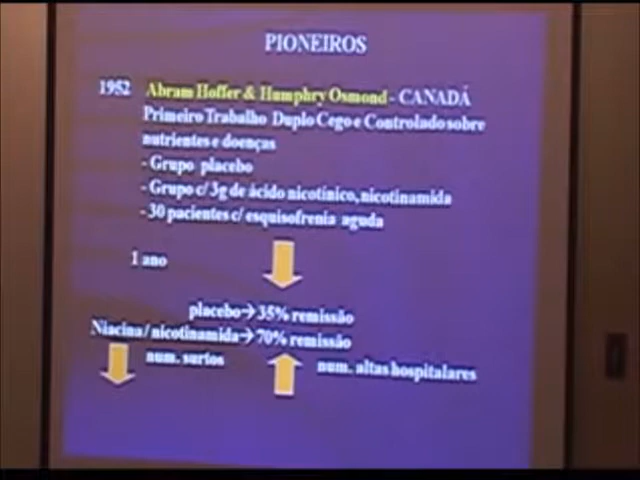 PIONEIROS
1952 Abram Hoffer & Humphry Osmond - CANADÁ
Primeiro Trabalho Duplo Cego e Controlado sobre
nutrientes e doenças
- Grupo placebo
- Grupo c/ 3g de ácido nicotínico, nicotinamida
- 30 pacientes c/ esquisofrenia aguda
1 ano
placebo→35% remissão
Niacina / nicotinamida→70% remissão
num. surtos
num. altas hospitalares